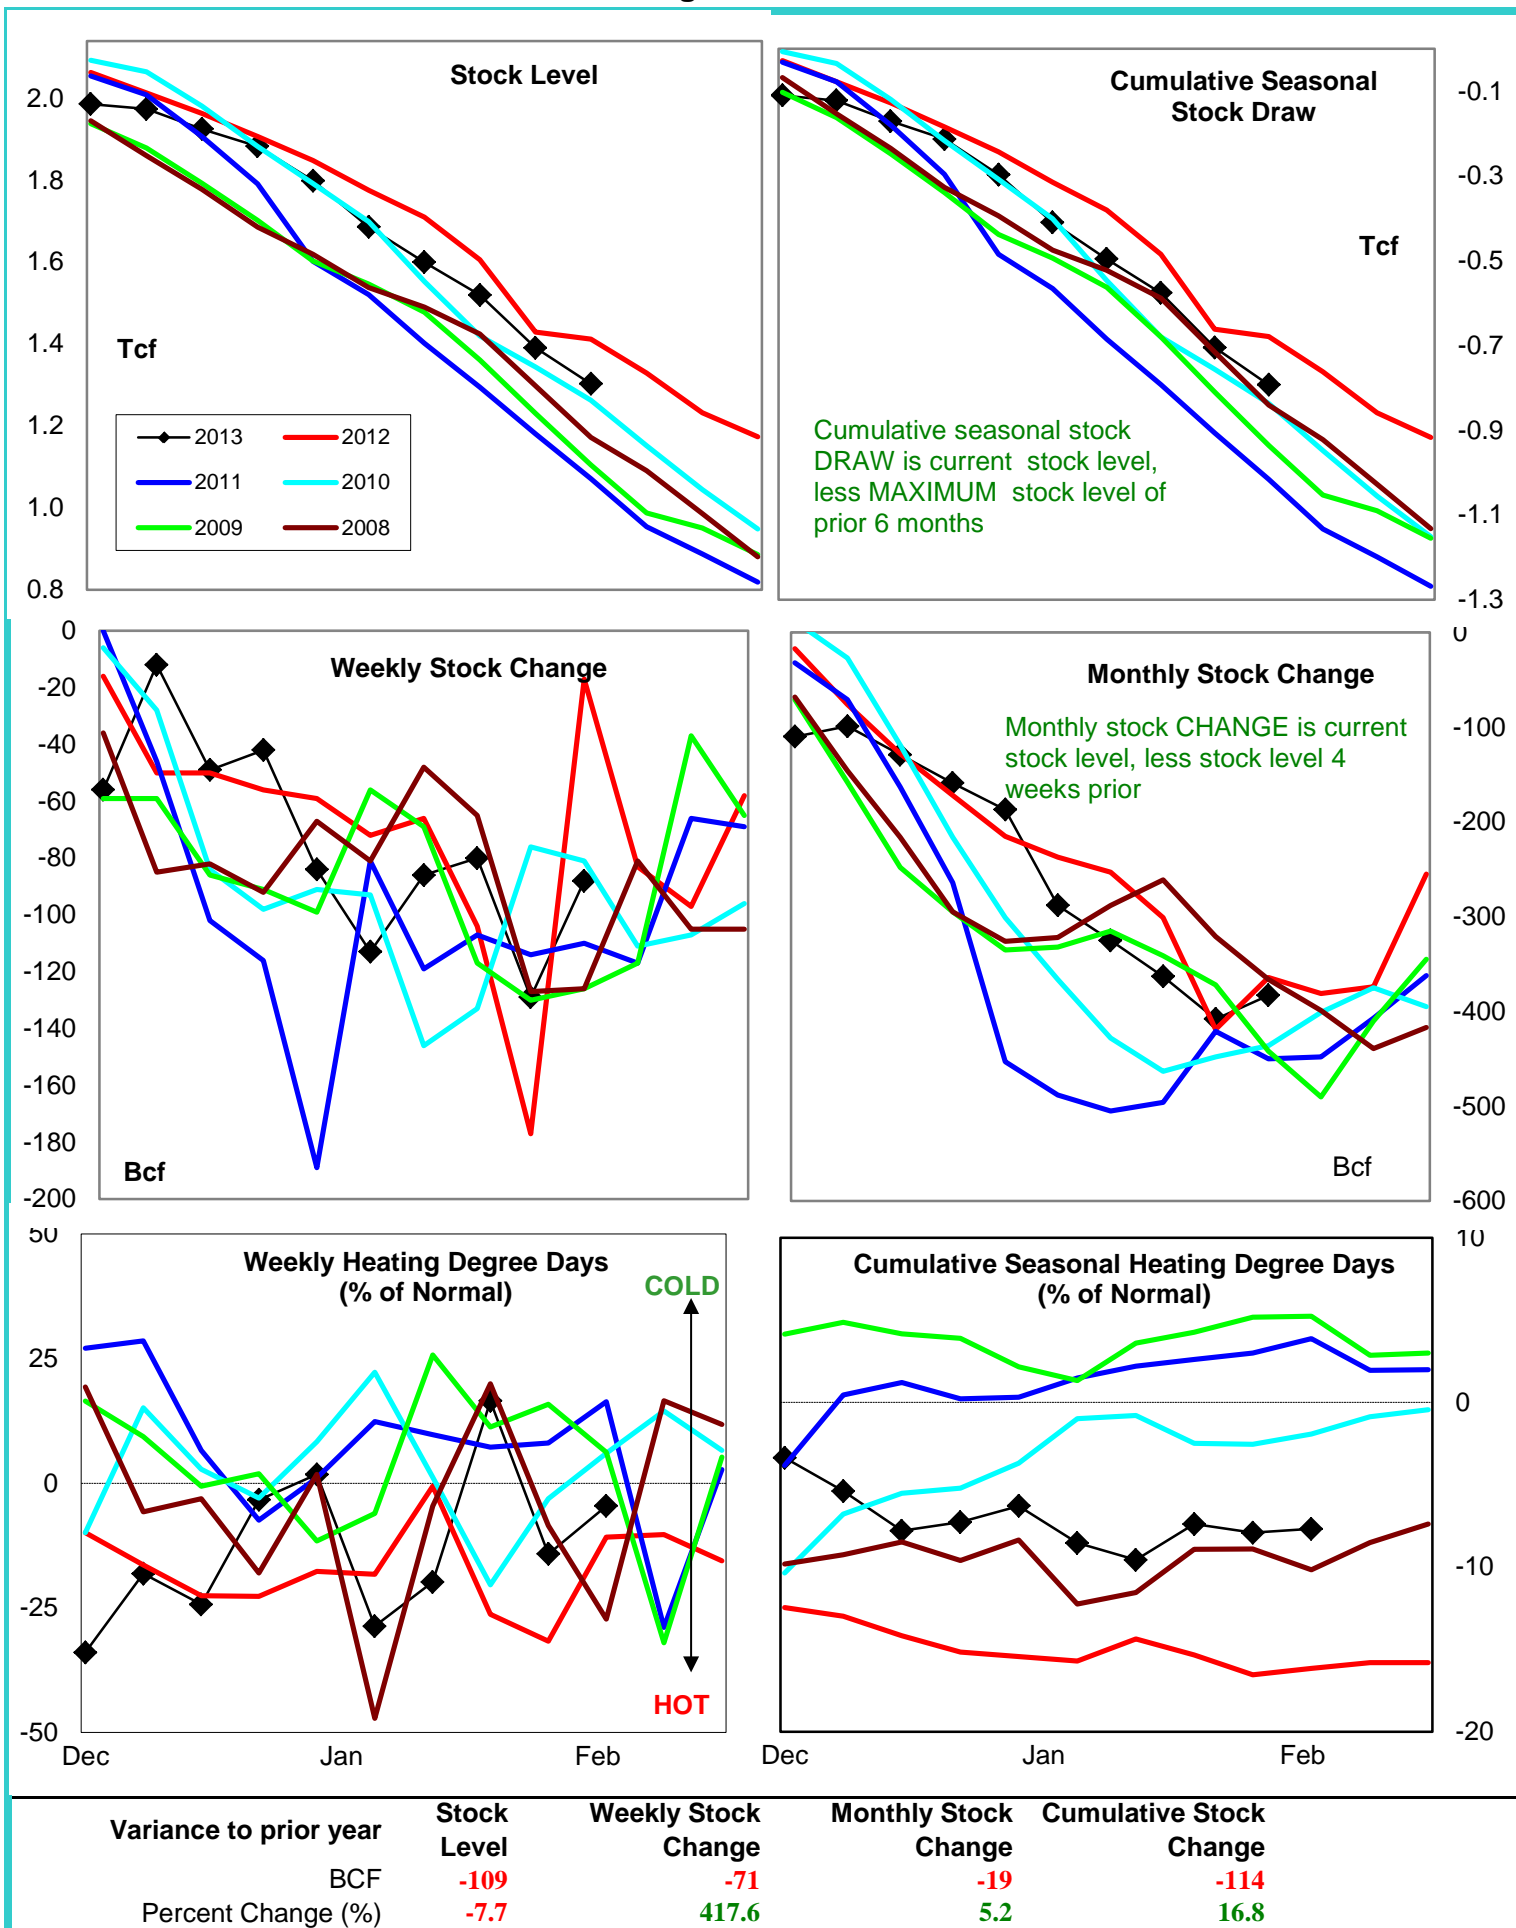 Stock Level
2.0
1.8
1.6
1.4
1.2
1.0
0.8
Tcf
2013
2012
2011
2010
2009
2008
Cumulative Seasonal
Stock Draw
Tcf
-0.1
-0.3
-0.5
-0.7
-0.9
-1.1
-1.3
Cumulative seasonal stock
DRAW is current stock level,
less MAXIMUM stock level of
prior 6 months
Weekly Stock Change
0
-20
-40
-60
-80
-100
-120
-140
-160
-180
-200
Bcf
Monthly Stock Change
Monthly stock CHANGE is current
stock level, less stock level 4
weeks prior
0
-100
-200
-300
-400
-500
-600
Bcf
Weekly Heating Degree Days
(% of Normal)
COLD
HOT
50
25
0
-25
-50
Dec
Jan
Feb
Cumulative Seasonal Heating Degree Days
(% of Normal)
10
0
-10
-20
Dec
Jan
Feb
Variance to prior year
Stock
Level
Weekly Stock
Change
Monthly Stock
Change
Cumulative Stock
Change
BCF -109 -71 -19 -114
Percent Change (%) -7.7 417.6 5.2 16.8